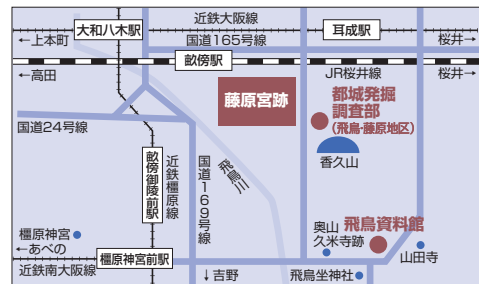 近鉄大阪線
大和八木駅
耳成駅
←上本町
国道165号線
桜井→
畝傍駅
←高田
JR桜井線
桜井→
藤原宮跡
都城発掘
調査部
(飛鳥・藤原地区)
国道24号線
香久山
畝傍御陵前駅
近鉄橿原線
国道169号線
飛鳥川
橿原神宮
←あべの
橿原神宮前駅
近鉄南大阪線
↓吉野
奥山
久米寺跡
飛鳥資料館
山田寺
飛鳥坐神社